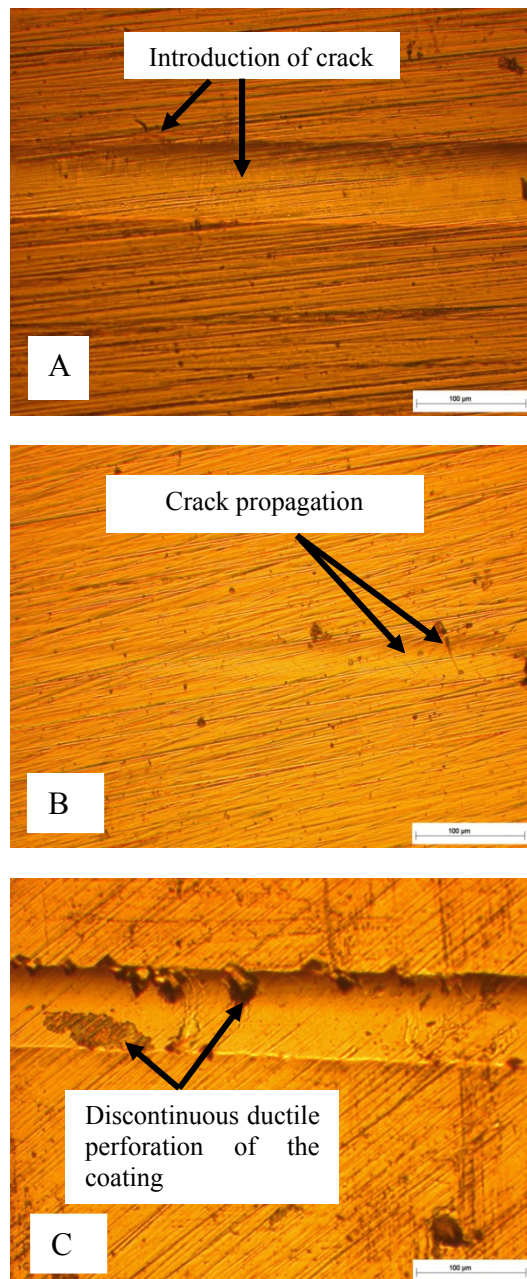 Introduction of crack
A
100 µm
Crack propagation
B
100 µm
Discontinuous ductile
perforation of the
coating
C
100 µm